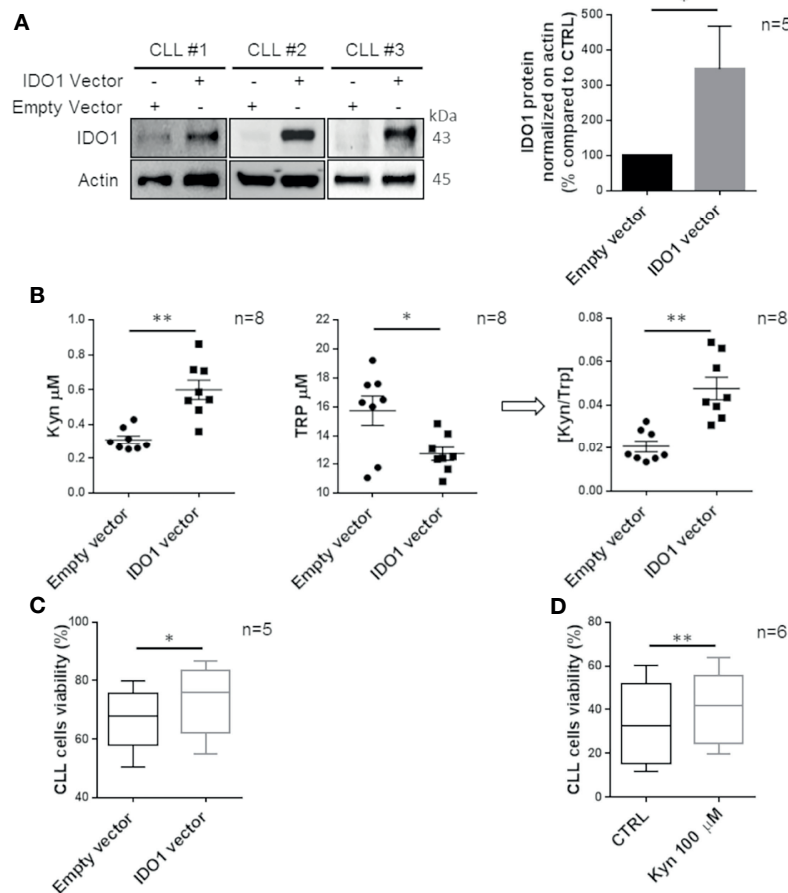 A
CLL #1 CLL #2 CLL #3
IDO1 Vector - + - + - +
Empty Vector + - + - + -
kDa
IDO1 43
Actin 45
IDO1 protein
normalized on actin
(% compared to CTRL)
500
400
300
200
100
0
n=5
Empty vector IDO1 vector
B
Kyn μM
1.0
0.8
0.6
0.4
0.2
0.0
** n=8
Empty vector IDO1 vector
TRP μM
22
20
18
16
14
12
10
* n=8
Empty vector IDO1 vector
[Kyn/Trp]
0.08
0.06
0.04
0.02
0.00
** n=8
Empty vector IDO1 vector
C
CLL cells viability (%)
100
80
60
40
* n=5
Empty vector IDO1 vector
D
CLL cells viability (%)
80
60
40
20
0
** n=6
CTRL Kyn 100 μM